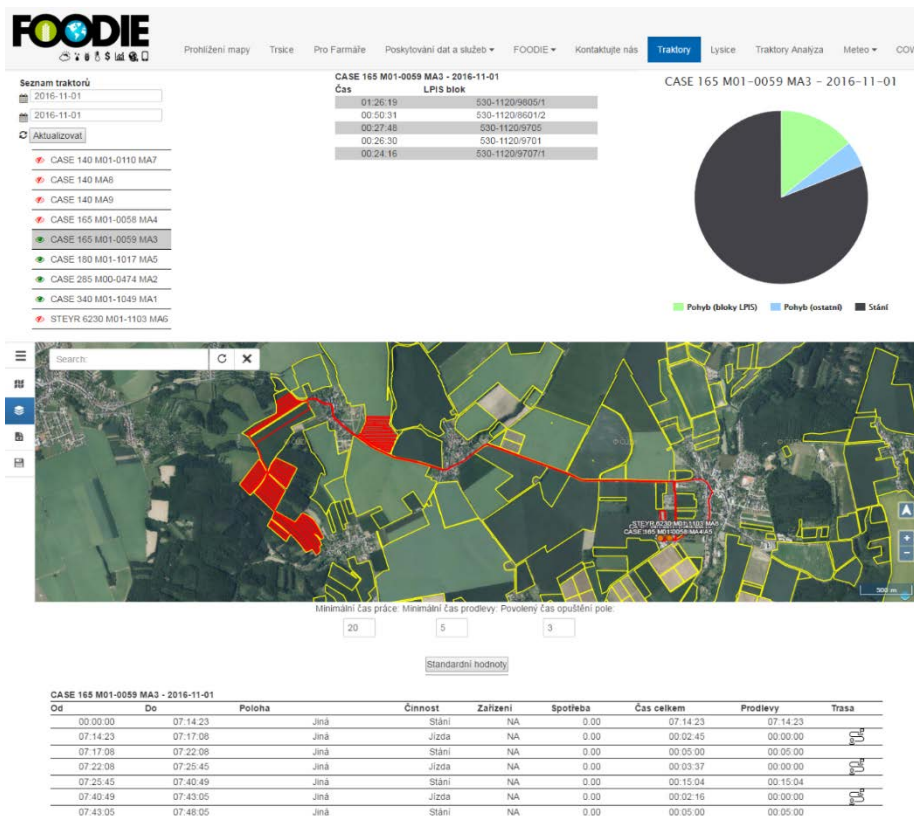 FOODIE
Prohlížení mapy Trsice Pro Farmáře Poskytování dat a služeb FOODIE Kontaktujte nás Traktory Lysice Traktory Analýza Meteo COW
Seznam traktorů
2016-11-01
2016-11-01
Aktualizovat
CASE 140 M01-0110 MA7
CASE 140 MA8
CASE 140 MA9
CASE 165 M01-0058 MA4
CASE 165 M01-0059 MA3
CASE 180 M01-1017 MA5
CASE 285 M00-0474 MA2
CASE 340 M01-1049 MA1
STEYR 6230 M01-1103 MA6
CASE 165 M01-0059 MA3 - 2016-11-01
Čas LPIS blok
01:26:19 530-1120/9805/1
00:50:31 530-1120/8601/2
00:27:48 530-1120/9705
00:26:30 530-1120/9701
00:24:16 530-1120/9707/1
CASE 165 M01-0059 MA3 - 2016-11-01
Pohyb (bloky LPIS) Pohyb (ostatní) Stání
Search:
STEYR 6230 M01-1103 MA6
CASE 165 M01-0058 MA4
500 m
Minimální čas práce: Minimální čas prodlevy: Povolený čas opuštění pole:
20 5 3
Standardní hodnoty
CASE 165 M01-0059 MA3 - 2016-11-01
Od Do Poloha Činnost Zařízení Spotřeba Čas celkem Prodlevy Trasa
00:00:00 07:14:23 Jiná Stání NA 0.00 07:14:23 07:14:23
07:14:23 07:17:08 Jiná Jízda NA 0.00 00:02:45 00:00:00
07:17:08 07:22:08 Jiná Stání NA 0.00 00:05:00 00:05:00
07:22:08 07:25:45 Jiná Jízda NA 0.00 00:03:37 00:00:00
07:25:45 07:40:49 Jiná Stání NA 0.00 00:15:04 00:15:04
07:40:49 07:43:05 Jiná Jízda NA 0.00 00:02:16 00:00:00
07:43:05 07:48:05 Jiná Stání NA 0.00 00:05:00 00:05:00